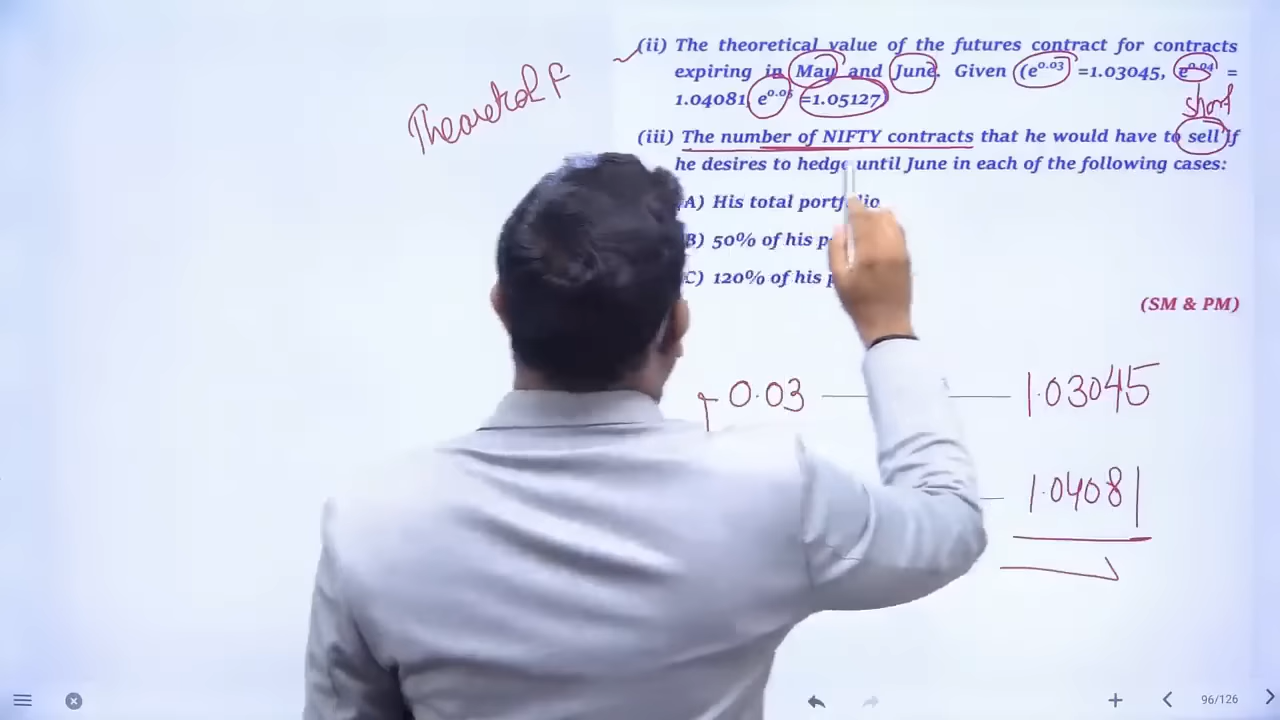 (ii) The theoretical value of the futures contract for contracts
expiring in May and June. Given (e^0.03 =1.03045, e^0.04 =
1.04081, =1.05127)
short
Theoretical F
(iii) The number of NIFTY contracts that he would have to sell if
he desires to hedge until June in each of the following cases:
A) His total portfolio
B) 50% of his
C) 120% of his
(SM & PM)
0.03 1.03045
1.04081
96/126